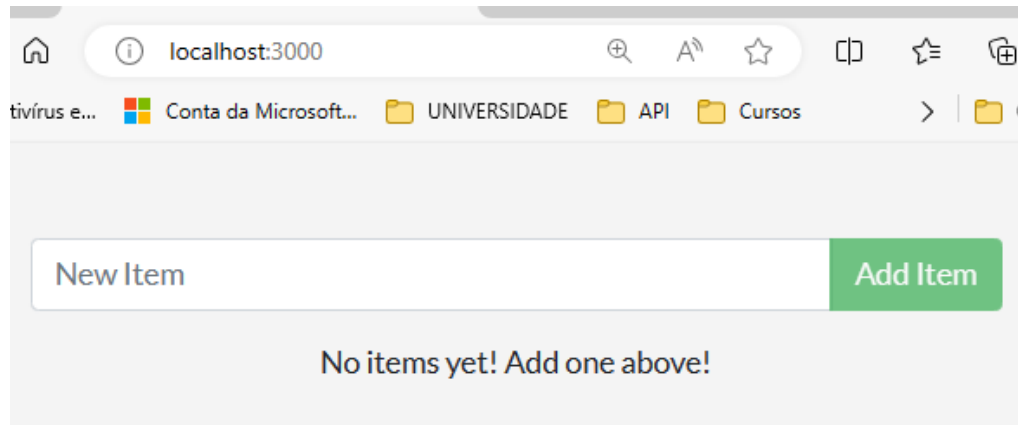 localhost:3000
tivírus e... Conta da Microsoft... UNIVERSIDADE API Cursos
New Item Add Item
No items yet! Add one above!